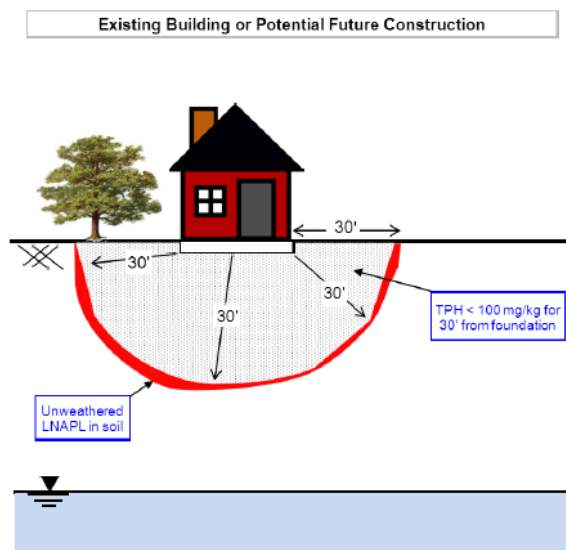 Existing Building or Potential Future Construction
30'
30'
30'
30'
TPH < 100 mg/kg for
30' from foundation
Unweathered
LNAPL in soil